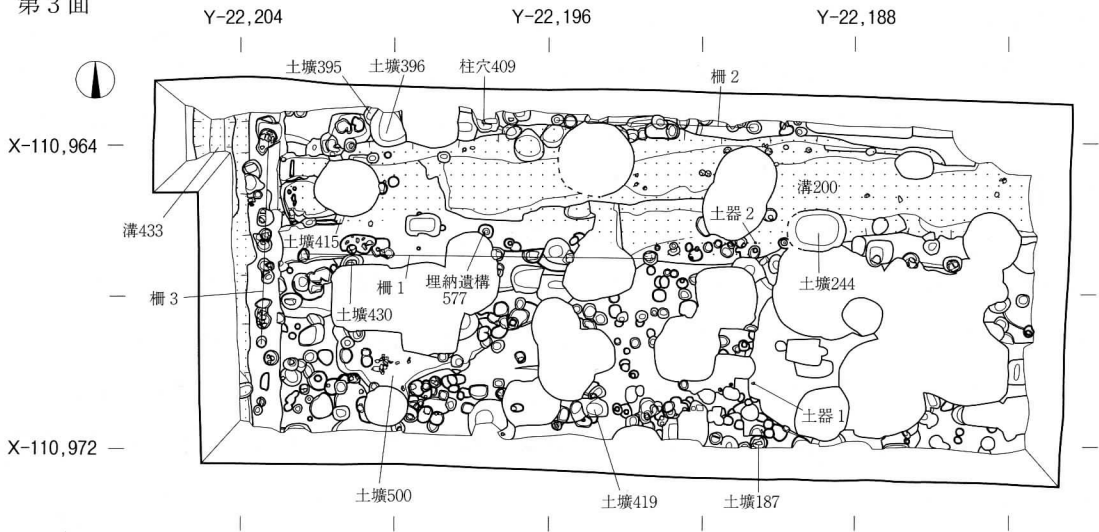 第3面
Y-22,204
Y-22,196
Y-22,188
土壙395
土壙396
柱穴409
柵2
X-110,964
溝200
土器2
溝433
土壙415
柵1
埋納遺構
577
土壙244
柵3
土壙430
土器1
X-110,972
土壙500
土壙419
土壙187